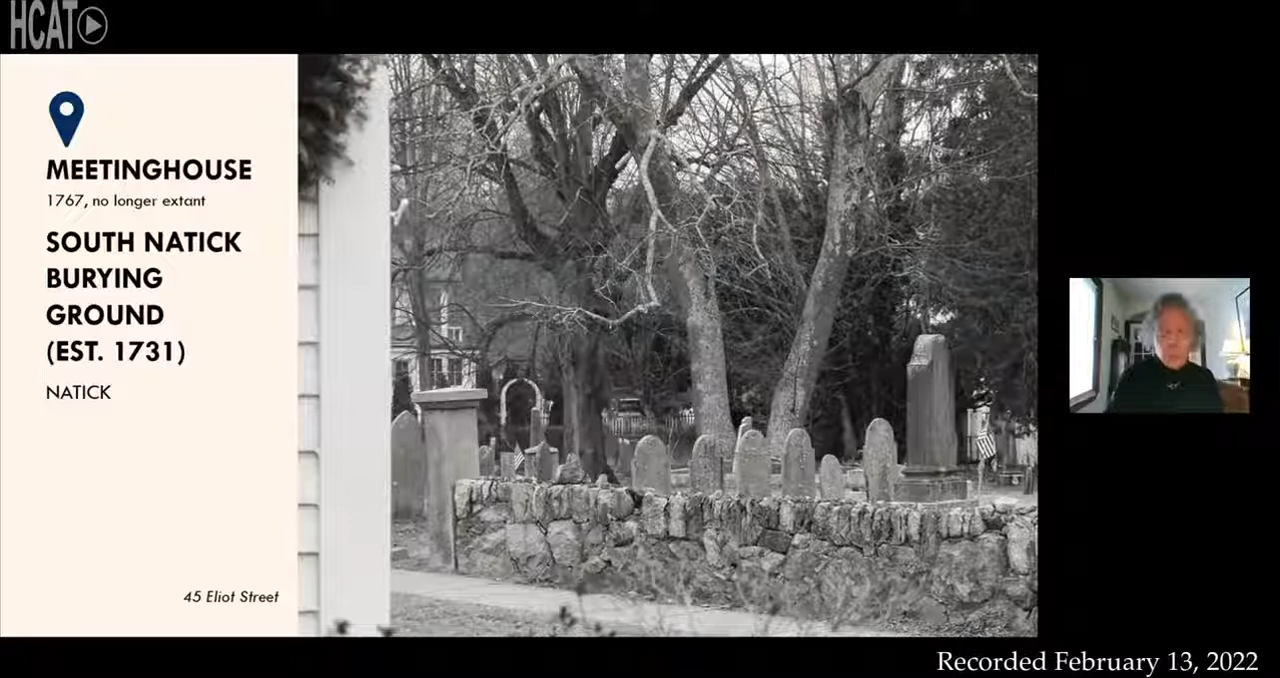 HCAT
MEETINGHOUSE
1767, no longer extant
SOUTH NATICK
BURYING
GROUND
(EST. 1731)
NATICK
45 Eliot Street
Recorded February 13, 2022